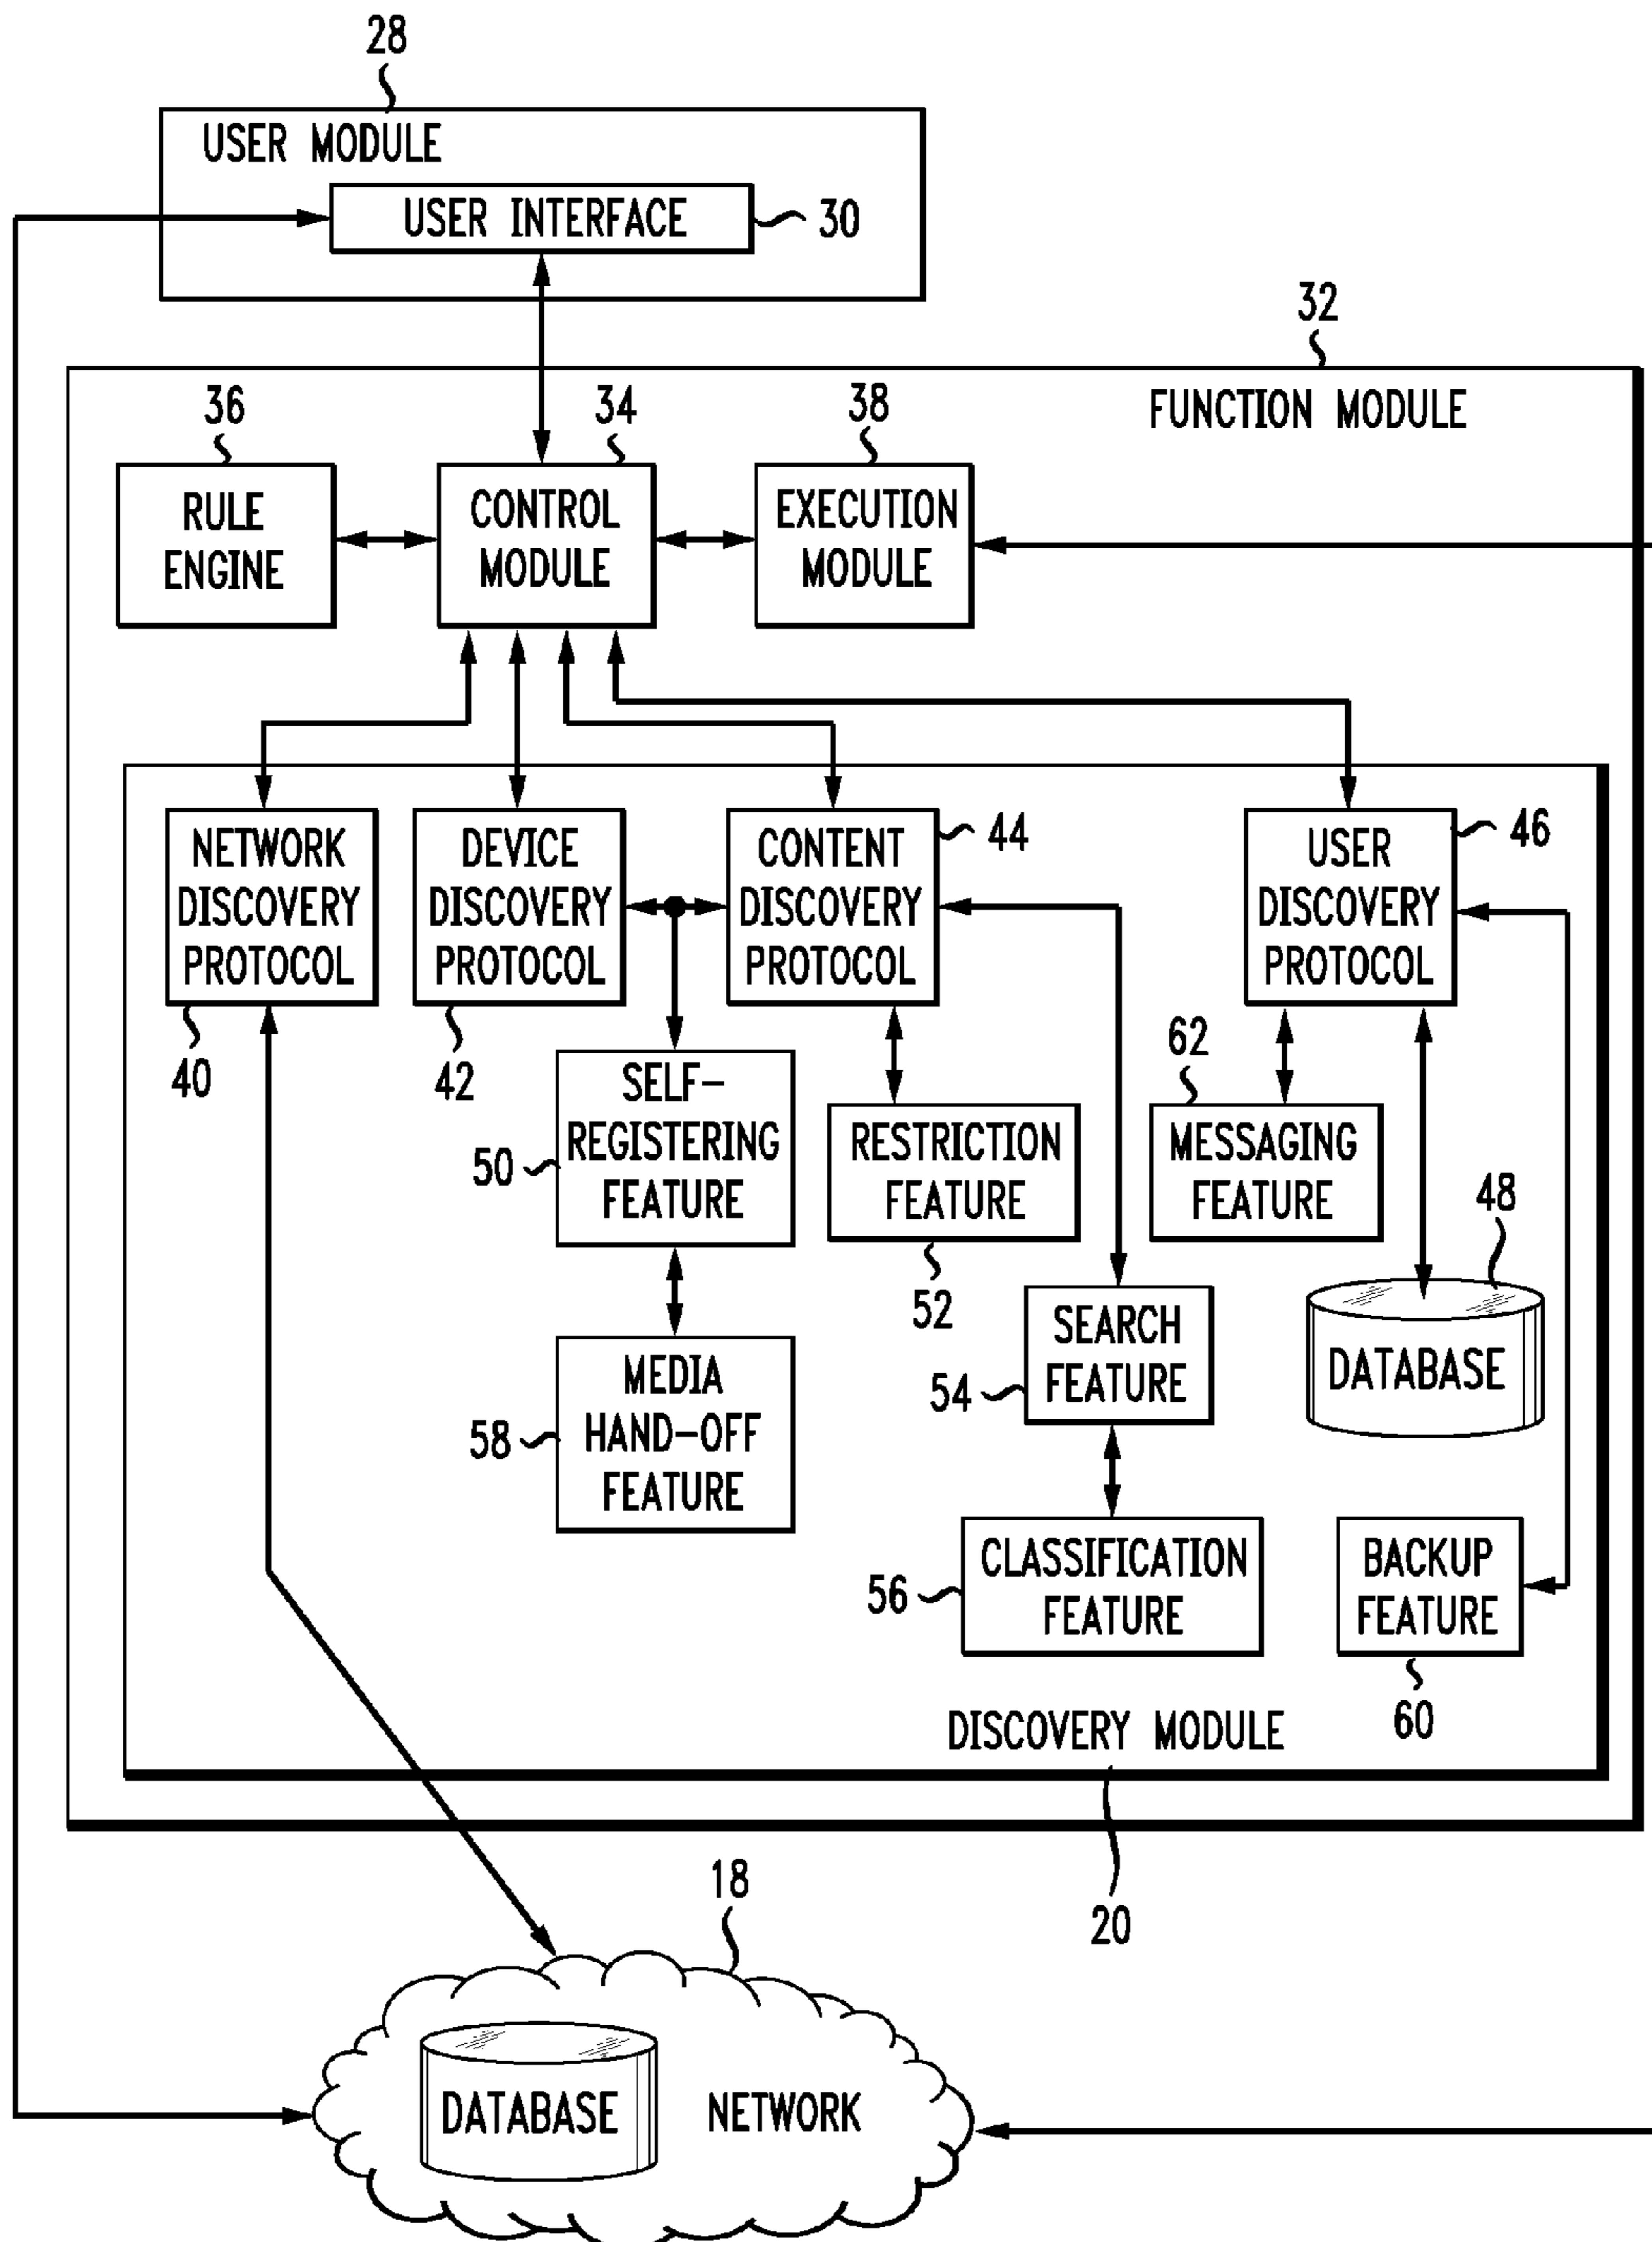 28
USER MODULE
USER INTERFACE
30
32
FUNCTION MODULE
36
34
38
RULE
ENGINE
CONTROL
MODULE
EXECUTION
MODULE
NETWORK
DISCOVERY
PROTOCOL
DEVICE
DISCOVERY
PROTOCOL
CONTENT
DISCOVERY
PROTOCOL
44
USER
DISCOVERY
PROTOCOL
46
40
42
SELF-
REGISTERING
FEATURE
50
RESTRICTION
FEATURE
52
62
MESSAGING
FEATURE
48
DATABASE
SEARCH
FEATURE
54
MEDIA
HAND-OFF
FEATURE
58
CLASSIFICATION
FEATURE
56
BACKUP
FEATURE
60
DISCOVERY MODULE
20
18
DATABASE
NETWORK